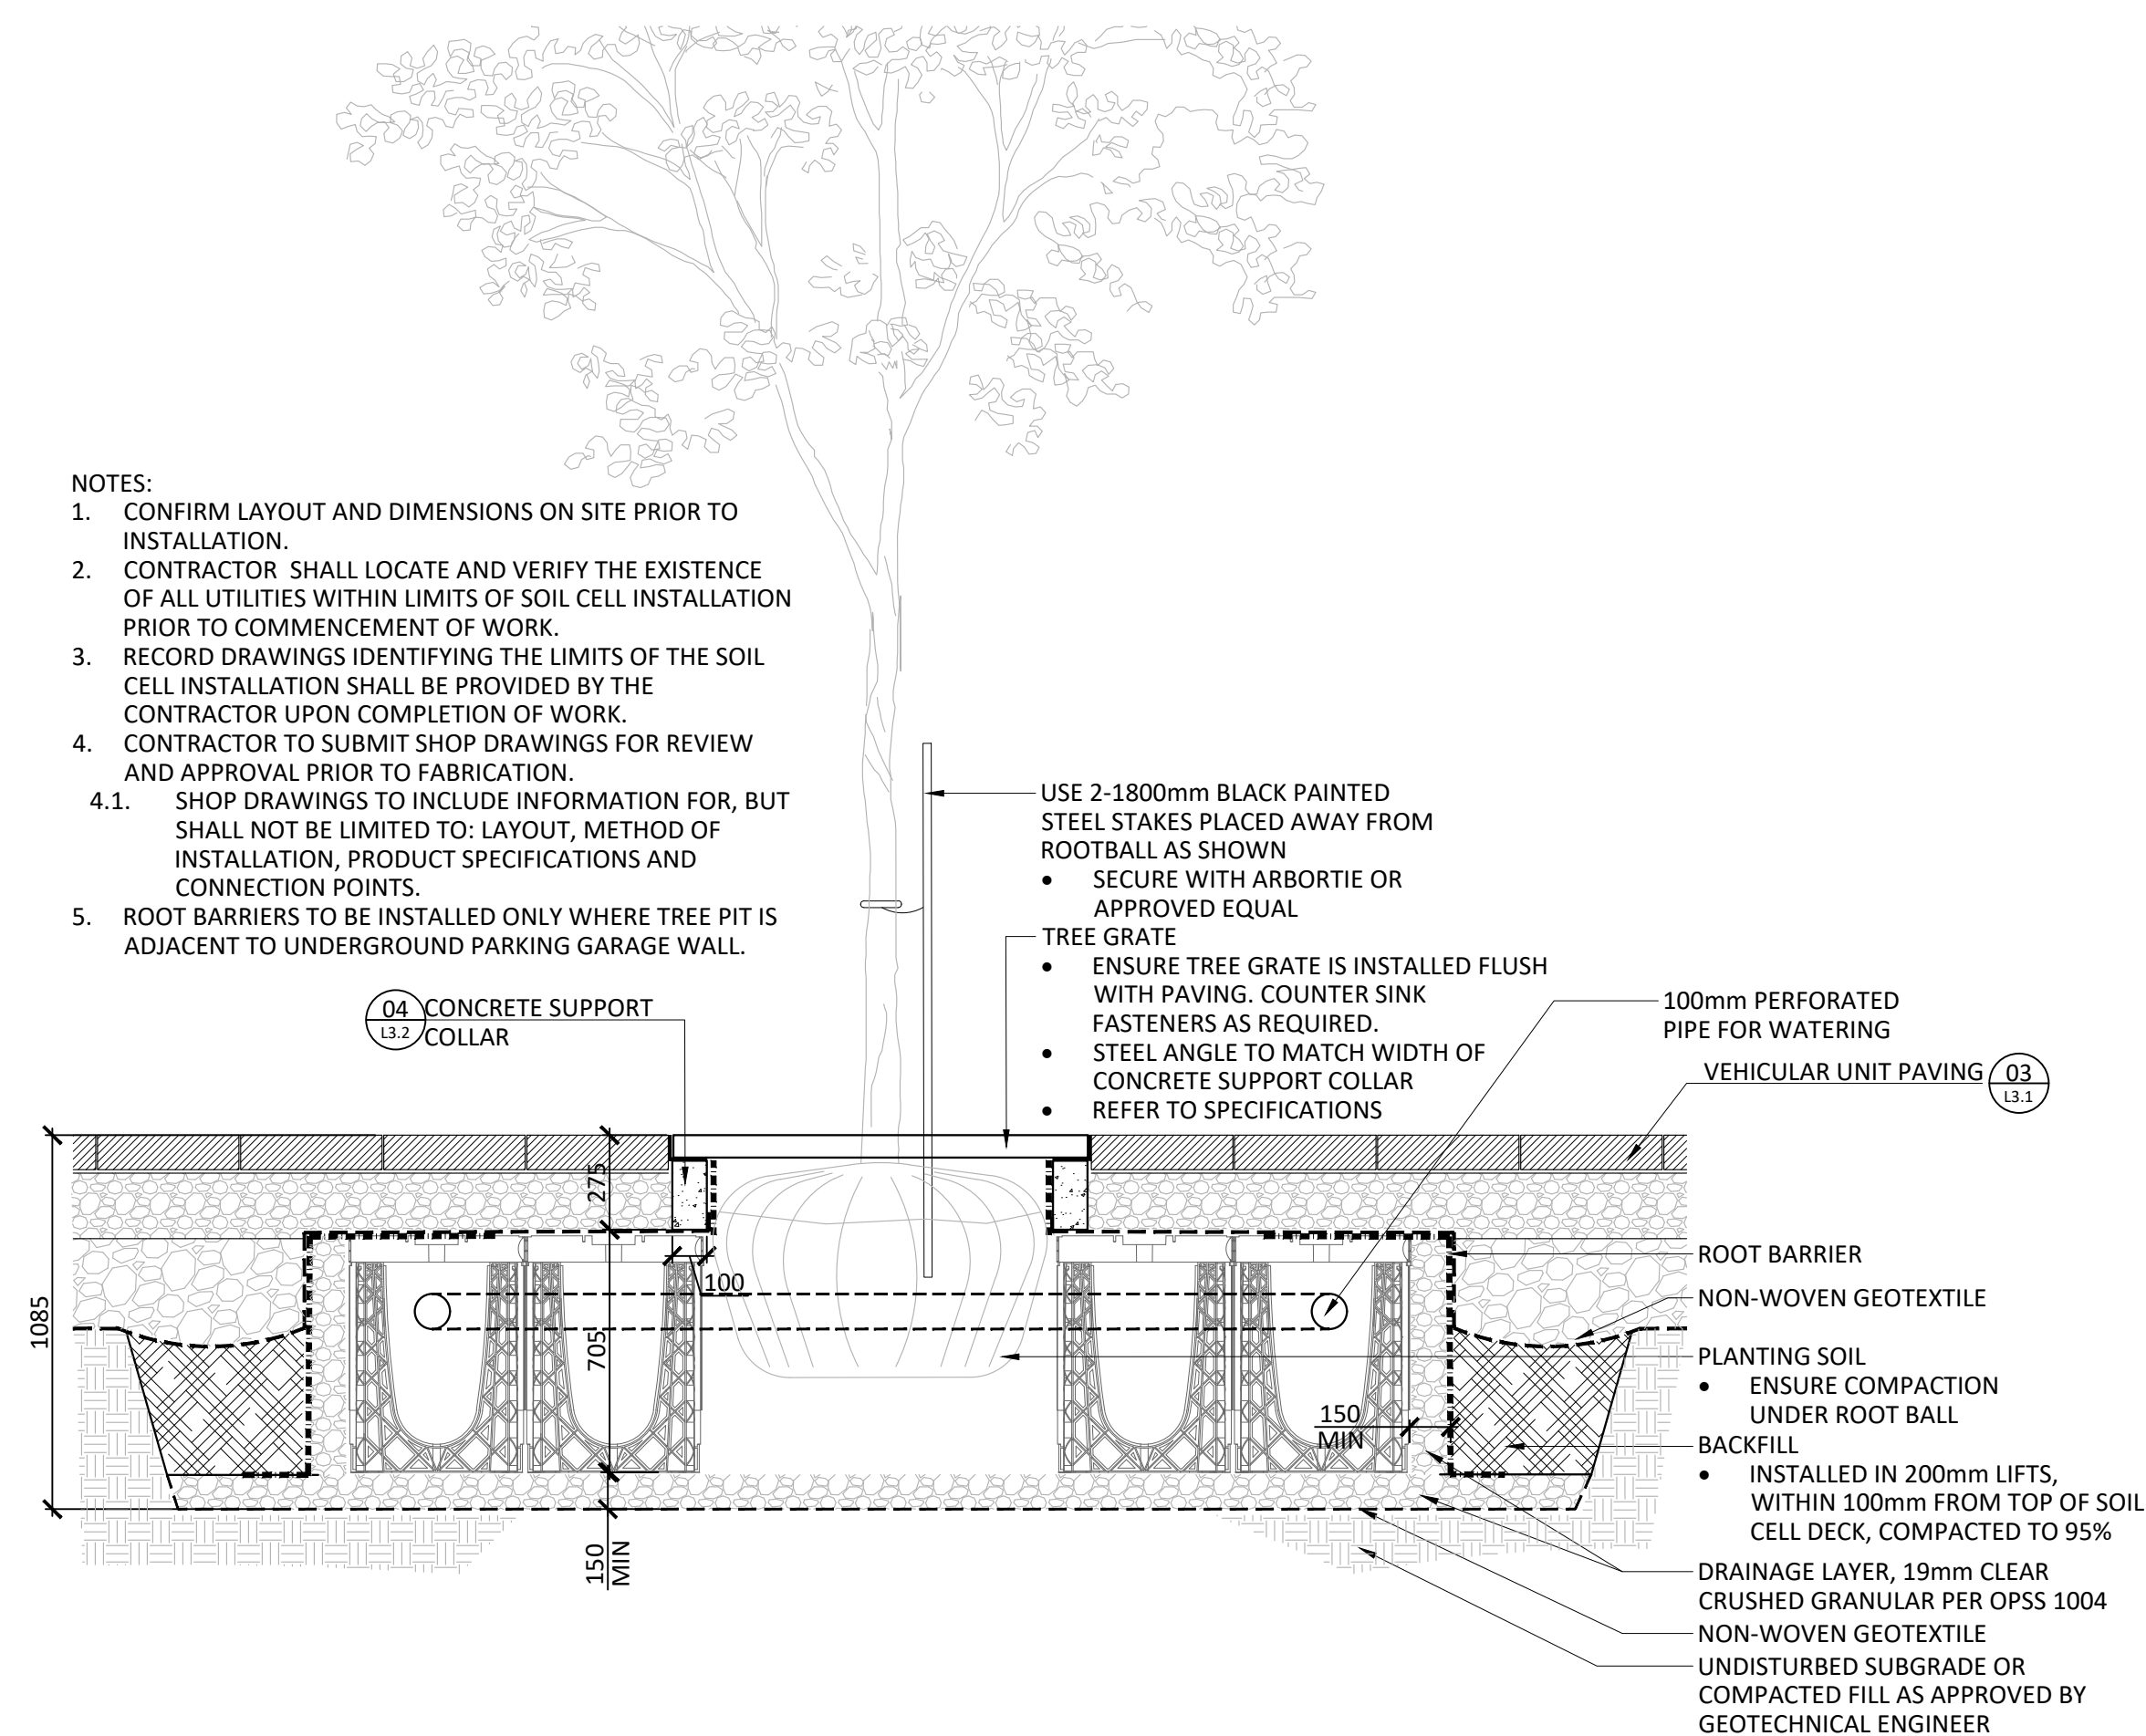 NOTES:
1. CONFIRM LAYOUT AND DIMENSIONS ON SITE PRIOR TO
INSTALLATION.
2. CONTRACTOR SHALL LOCATE AND VERIFY THE EXISTENCE
OF ALL UTILITIES WITHIN LIMITS OF SOIL CELL INSTALLATION
PRIOR TO COMMENCEMENT OF WORK.
3. RECORD DRAWINGS IDENTIFYING THE LIMITS OF THE SOIL
CELL INSTALLATION SHALL BE PROVIDED BY THE
CONTRACTOR UPON COMPLETION OF WORK.
4. CONTRACTOR TO SUBMIT SHOP DRAWINGS FOR REVIEW
AND APPROVAL PRIOR TO FABRICATION.
4.1. SHOP DRAWINGS TO INCLUDE INFORMATION FOR, BUT
SHALL NOT BE LIMITED TO: LAYOUT, METHOD OF
INSTALLATION, PRODUCT SPECIFICATIONS AND
CONNECTION POINTS.
5. ROOT BARRIERS TO BE INSTALLED ONLY WHERE TREE PIT IS
ADJACENT TO UNDERGROUND PARKING GARAGE WALL.
04
L3.2
CONCRETE SUPPORT
COLLAR
USE 2-1800mm BLACK PAINTED
STEEL STAKES PLACED AWAY FROM
ROOTBALL AS SHOWN
• SECURE WITH ARBORTIE OR
APPROVED EQUAL
TREE GRATE
• ENSURE TREE GRATE IS INSTALLED FLUSH
WITH PAVING. COUNTER SINK
FASTENERS AS REQUIRED.
• STEEL ANGLE TO MATCH WIDTH OF
CONCRETE SUPPORT COLLAR
• REFER TO SPECIFICATIONS
100mm PERFORATED
PIPE FOR WATERING
VEHICULAR UNIT PAVING
03
L3.1
1085
275
100
705
150
MIN
150
MIN
ROOT BARRIER
NON-WOVEN GEOTEXTILE
PLANTING SOIL
• ENSURE COMPACTION
UNDER ROOT BALL
BACKFILL
• INSTALLED IN 200mm LIFTS,
WITHIN 100mm FROM TOP OF SOIL
CELL DECK, COMPACTED TO 95%
DRAINAGE LAYER, 19mm CLEAR
CRUSHED GRANULAR PER OPSS 1004
NON-WOVEN GEOTEXTILE
UNDISTURBED SUBGRADE OR
COMPACTED FILL AS APPROVED BY
GEOTECHNICAL ENGINEER